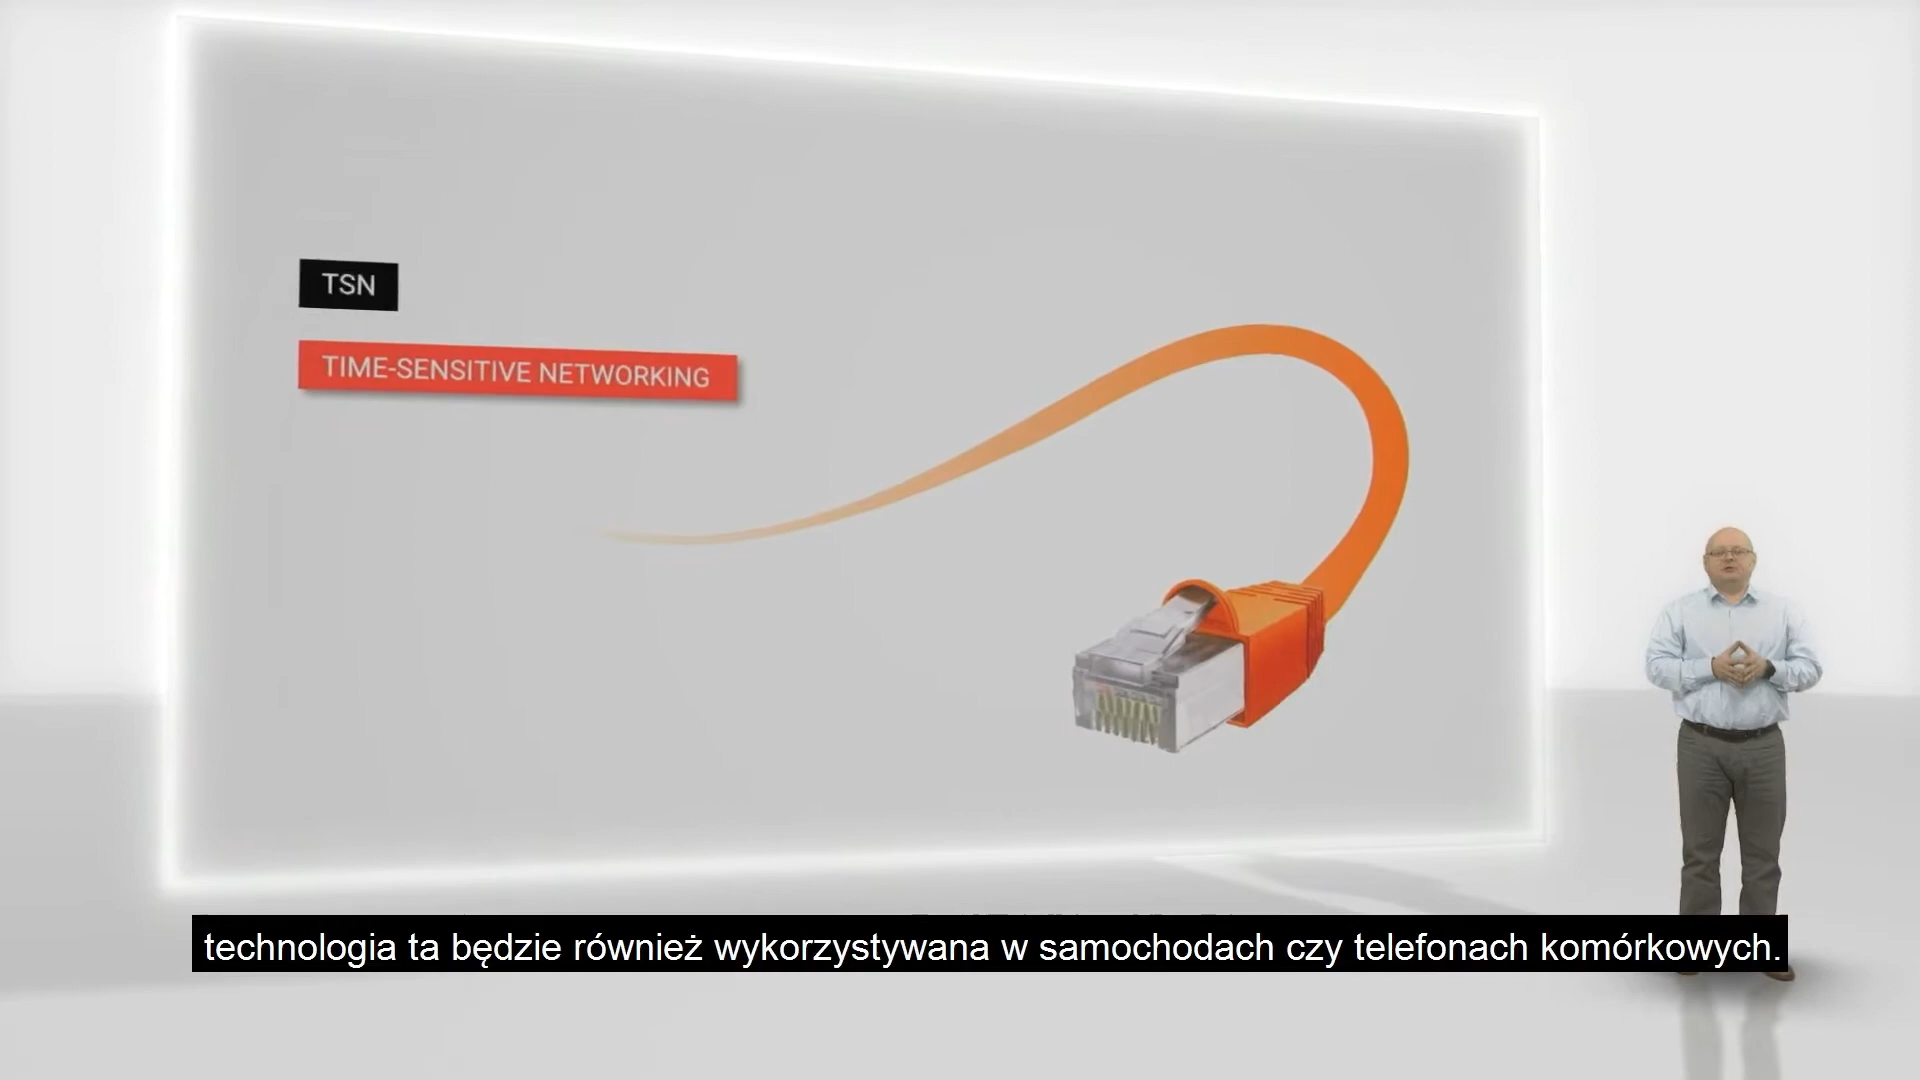 TSN
TIME-SENSITIVE NETWORKING
technologia ta będzie również wykorzystywana w samochodach czy telefonach komórkowych.